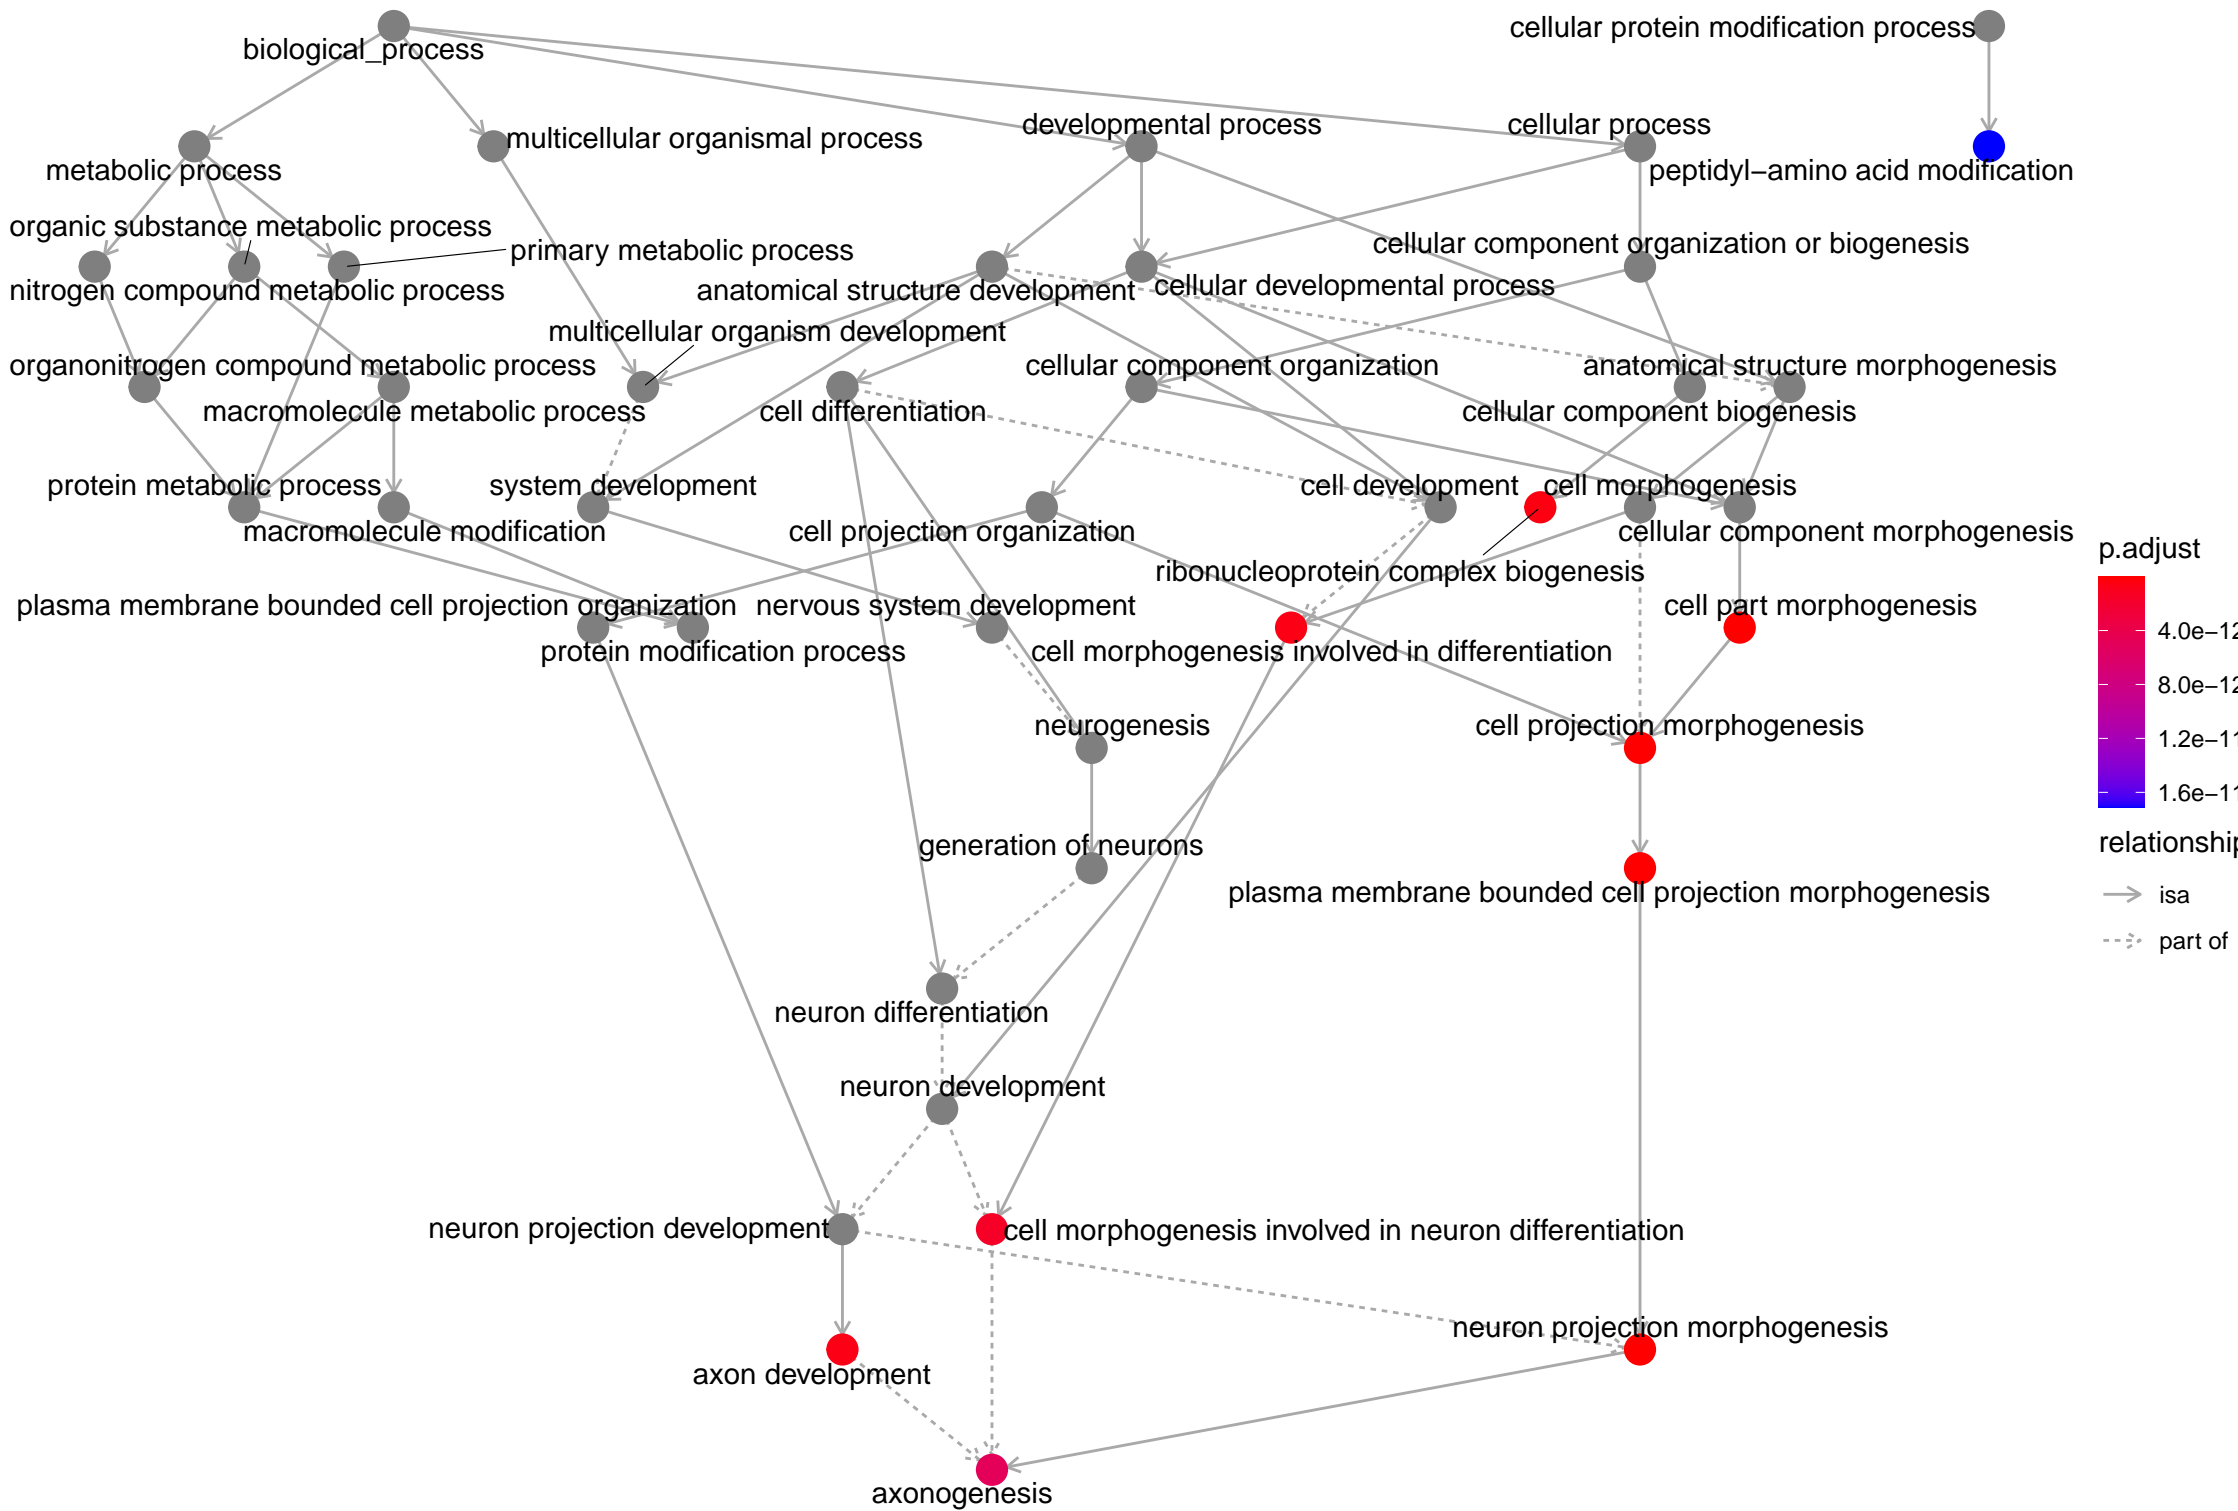 cellular protein modification process
biological_process
developmental process
cellular process
multicellular organismal process
metabolic process
peptidyl−amino acid modification
organic substance metabolic process
primary metabolic process
cellular component organization or biogenesis
nitrogen compound metabolic process
anatomical structure development
cellular developmental process
multicellular organism development
organonitrogen compound metabolic process
cellular component organization
anatomical structure morphogenesis
macromolecule metabolic process
cell differentiation
cellular component biogenesis
protein metabolic process
system development
cell development
cell morphogenesis
macromolecule modification
cell projection organization
cellular component morphogenesis
ribonucleoprotein complex biogenesis
plasma membrane bounded cell projection organization
nervous system development
cell part morphogenesis
protein modification process
cell morphogenesis involved in differentiation
neurogenesis
cell projection morphogenesis
generation of neurons
plasma membrane bounded cell projection morphogenesis
neuron differentiation
neuron development
neuron projection development
cell morphogenesis involved in neuron differentiation
neuron projection morphogenesis
axon development
axonogenesis
p.adjust
4.0e−12
8.0e−12
1.2e−11
1.6e−11
relationship
isa
part of